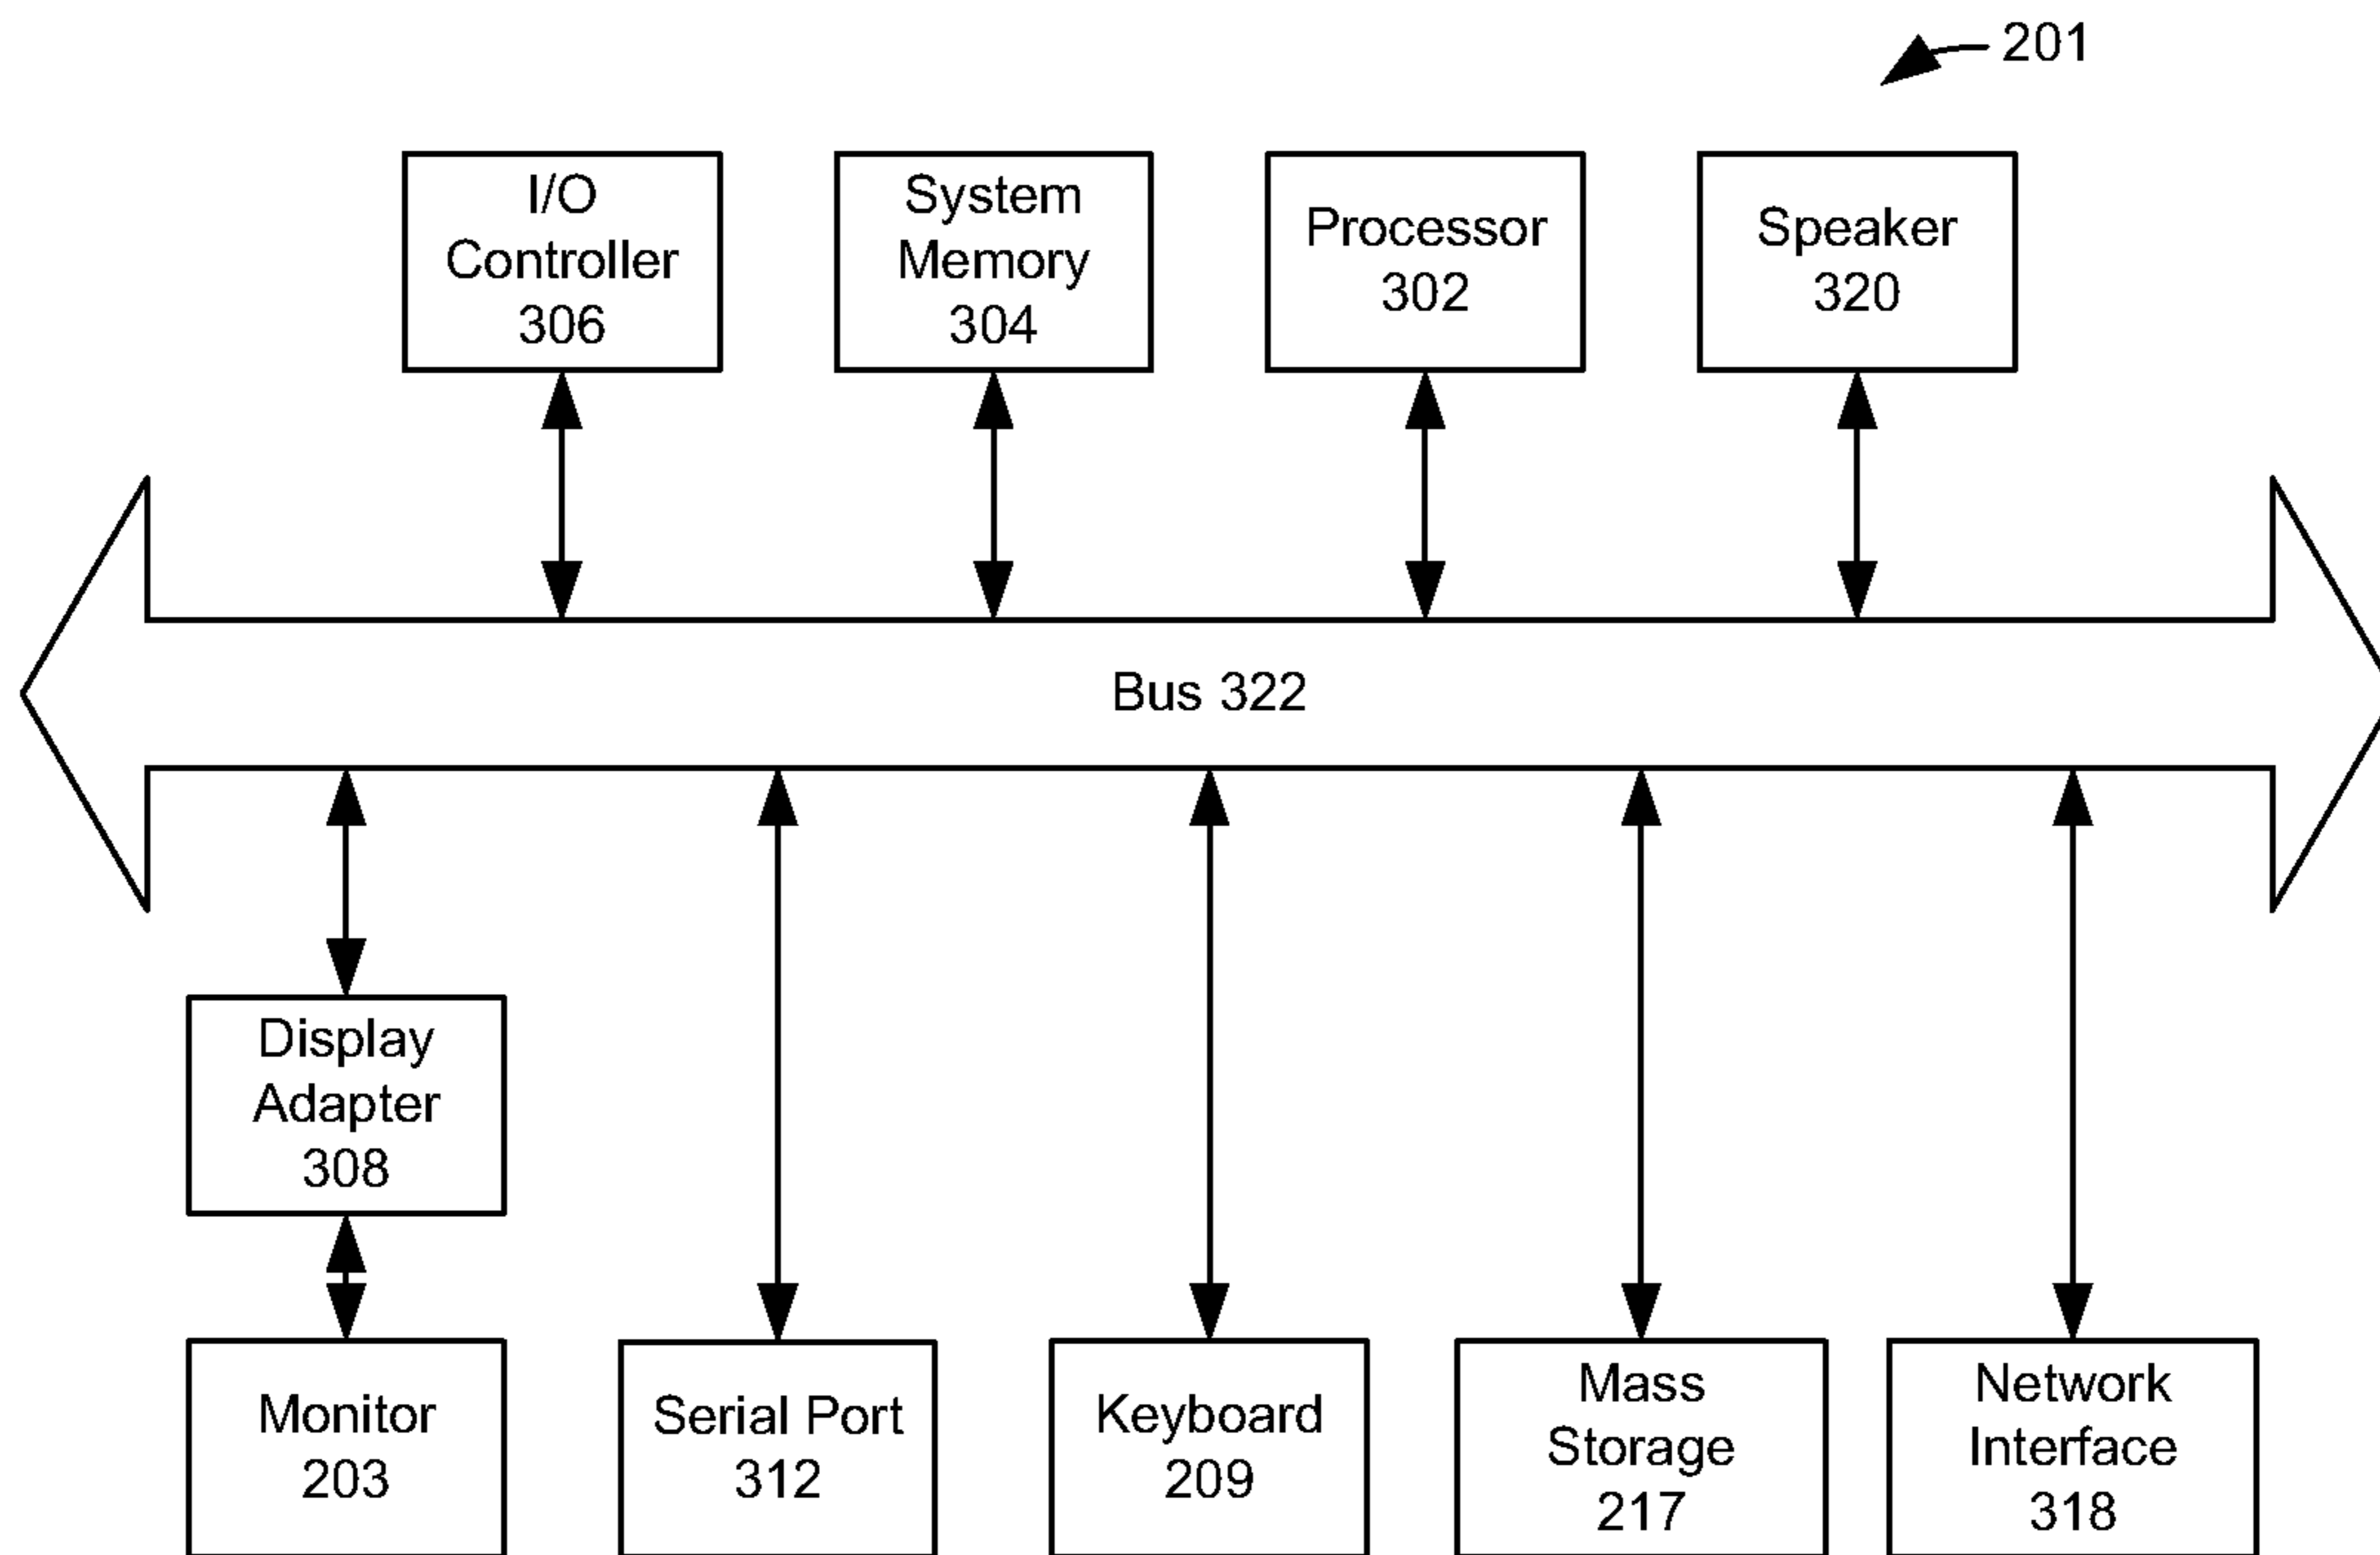 201
I/O
Controller
306
System
Memory
304
Processor
302
Speaker
320
Bus 322
Display
Adapter
308
Monitor
203
Serial Port
312
Keyboard
209
Mass
Storage
217
Network
Interface
318